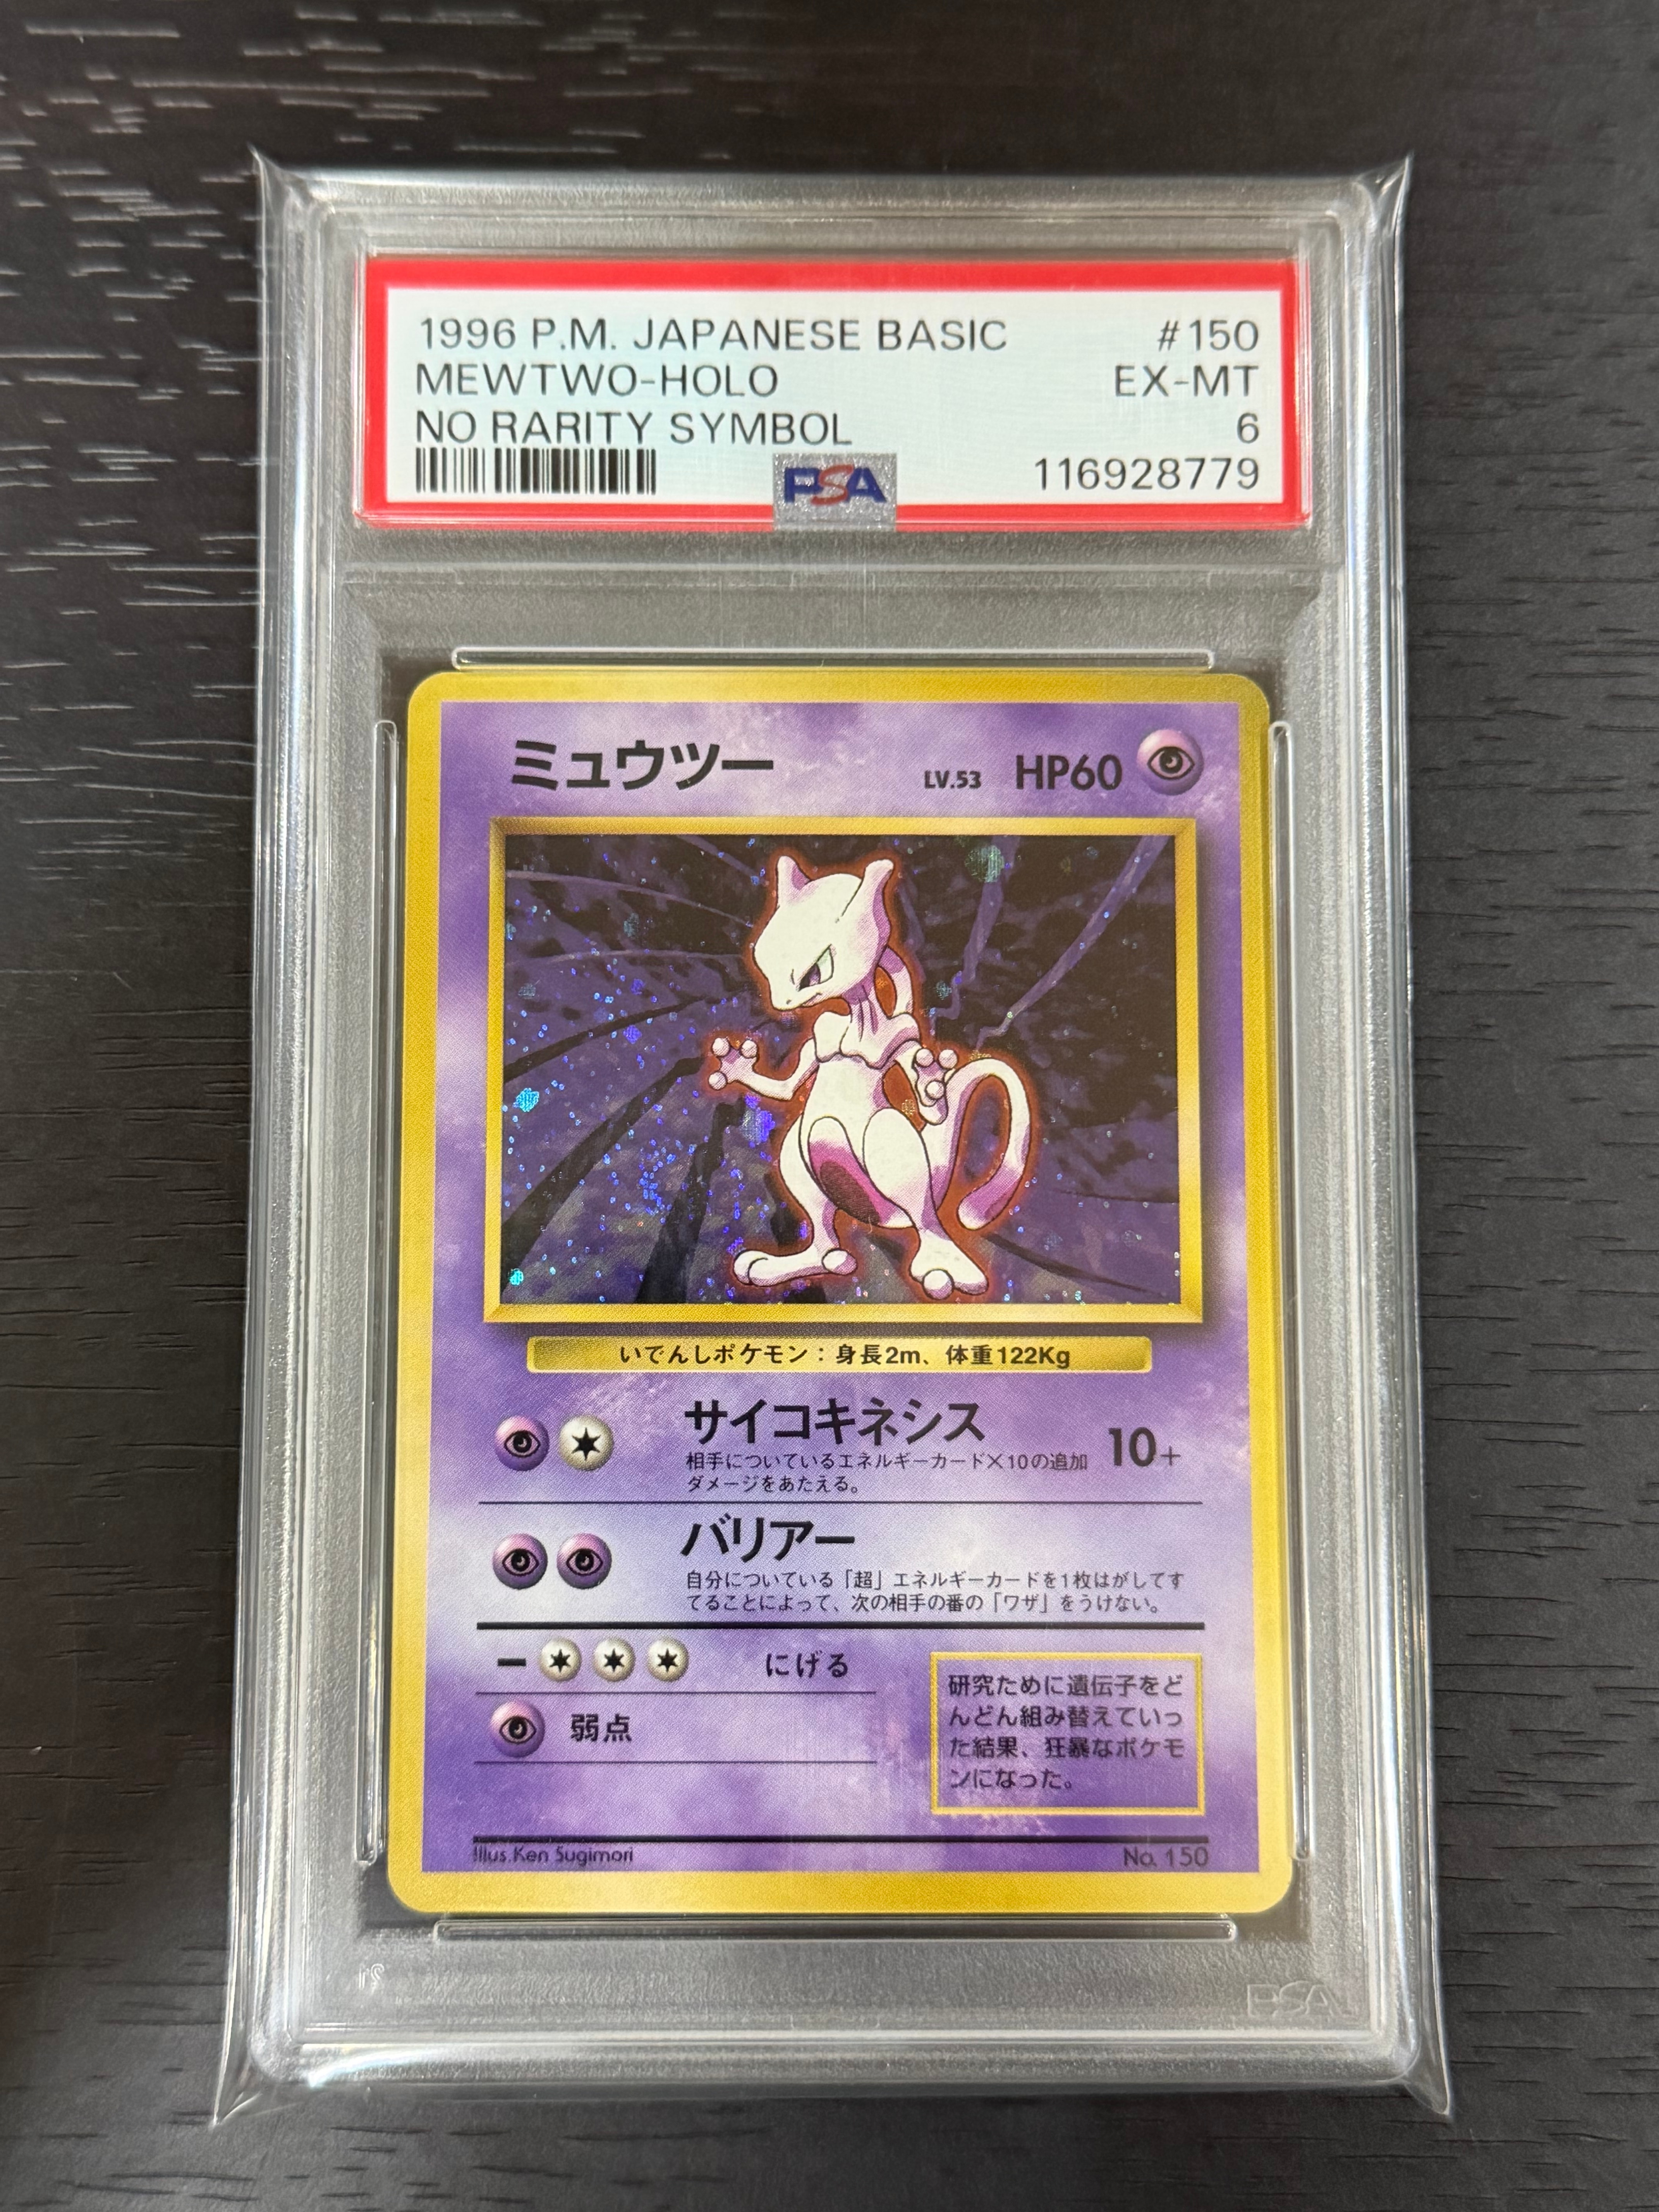 1996 P.M. JAPANESE BASIC #150
MEWTWO-HOLO EX-MT
NO RARITY SYMBOL 6
116928779
PSA
ミュウツー LV.53 HP60
いでんしポケモン：身長2m、体重122Kg
サイコキネシス 10+
相手についているエネルギーカード×10の追加
ダメージをあたえる。
バリアー
自分についている「超」エネルギーカードを1枚はがしてす
てることによって、次の相手の番の「ワザ」をうけない。
ー にげる
弱点
研究ために遺伝子をど
んどん組み替えていっ
た結果、狂暴なポケモ
ンになった。
Illus. Ken Sugimori No. 150
PSA